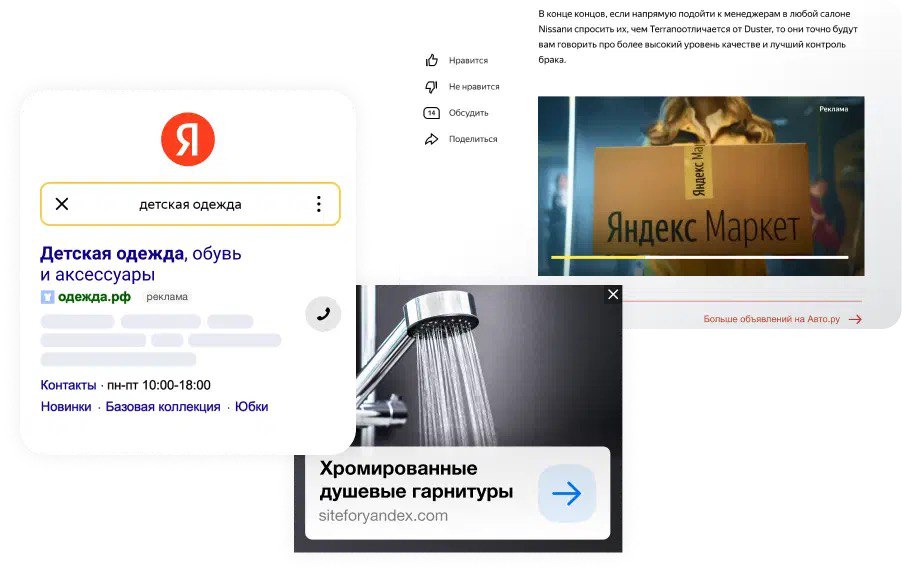 В конце концов, если напрямую подойти к менеджерам в любой салоне
Nissanи спросить их, чем Terranоотличается от Duster, то они точно будут
вам говорить про более высокий уровень качестве и лучший контроль
брака.
Нравится
Не нравится
14 Обсудить
Поделиться
Реклама
Яндекс Ма
Яндекс Маркет
Больше объявлений на Авто.ру
Я
детская одежда
Детская одежда, обувь
и аксессуары
одежда.рф реклама
Контакты · пн-пт 10:00-18:00
Новинки · Базовая коллекция · Юбки
Хромированные
душевые гарнитуры
siteforyandex.com